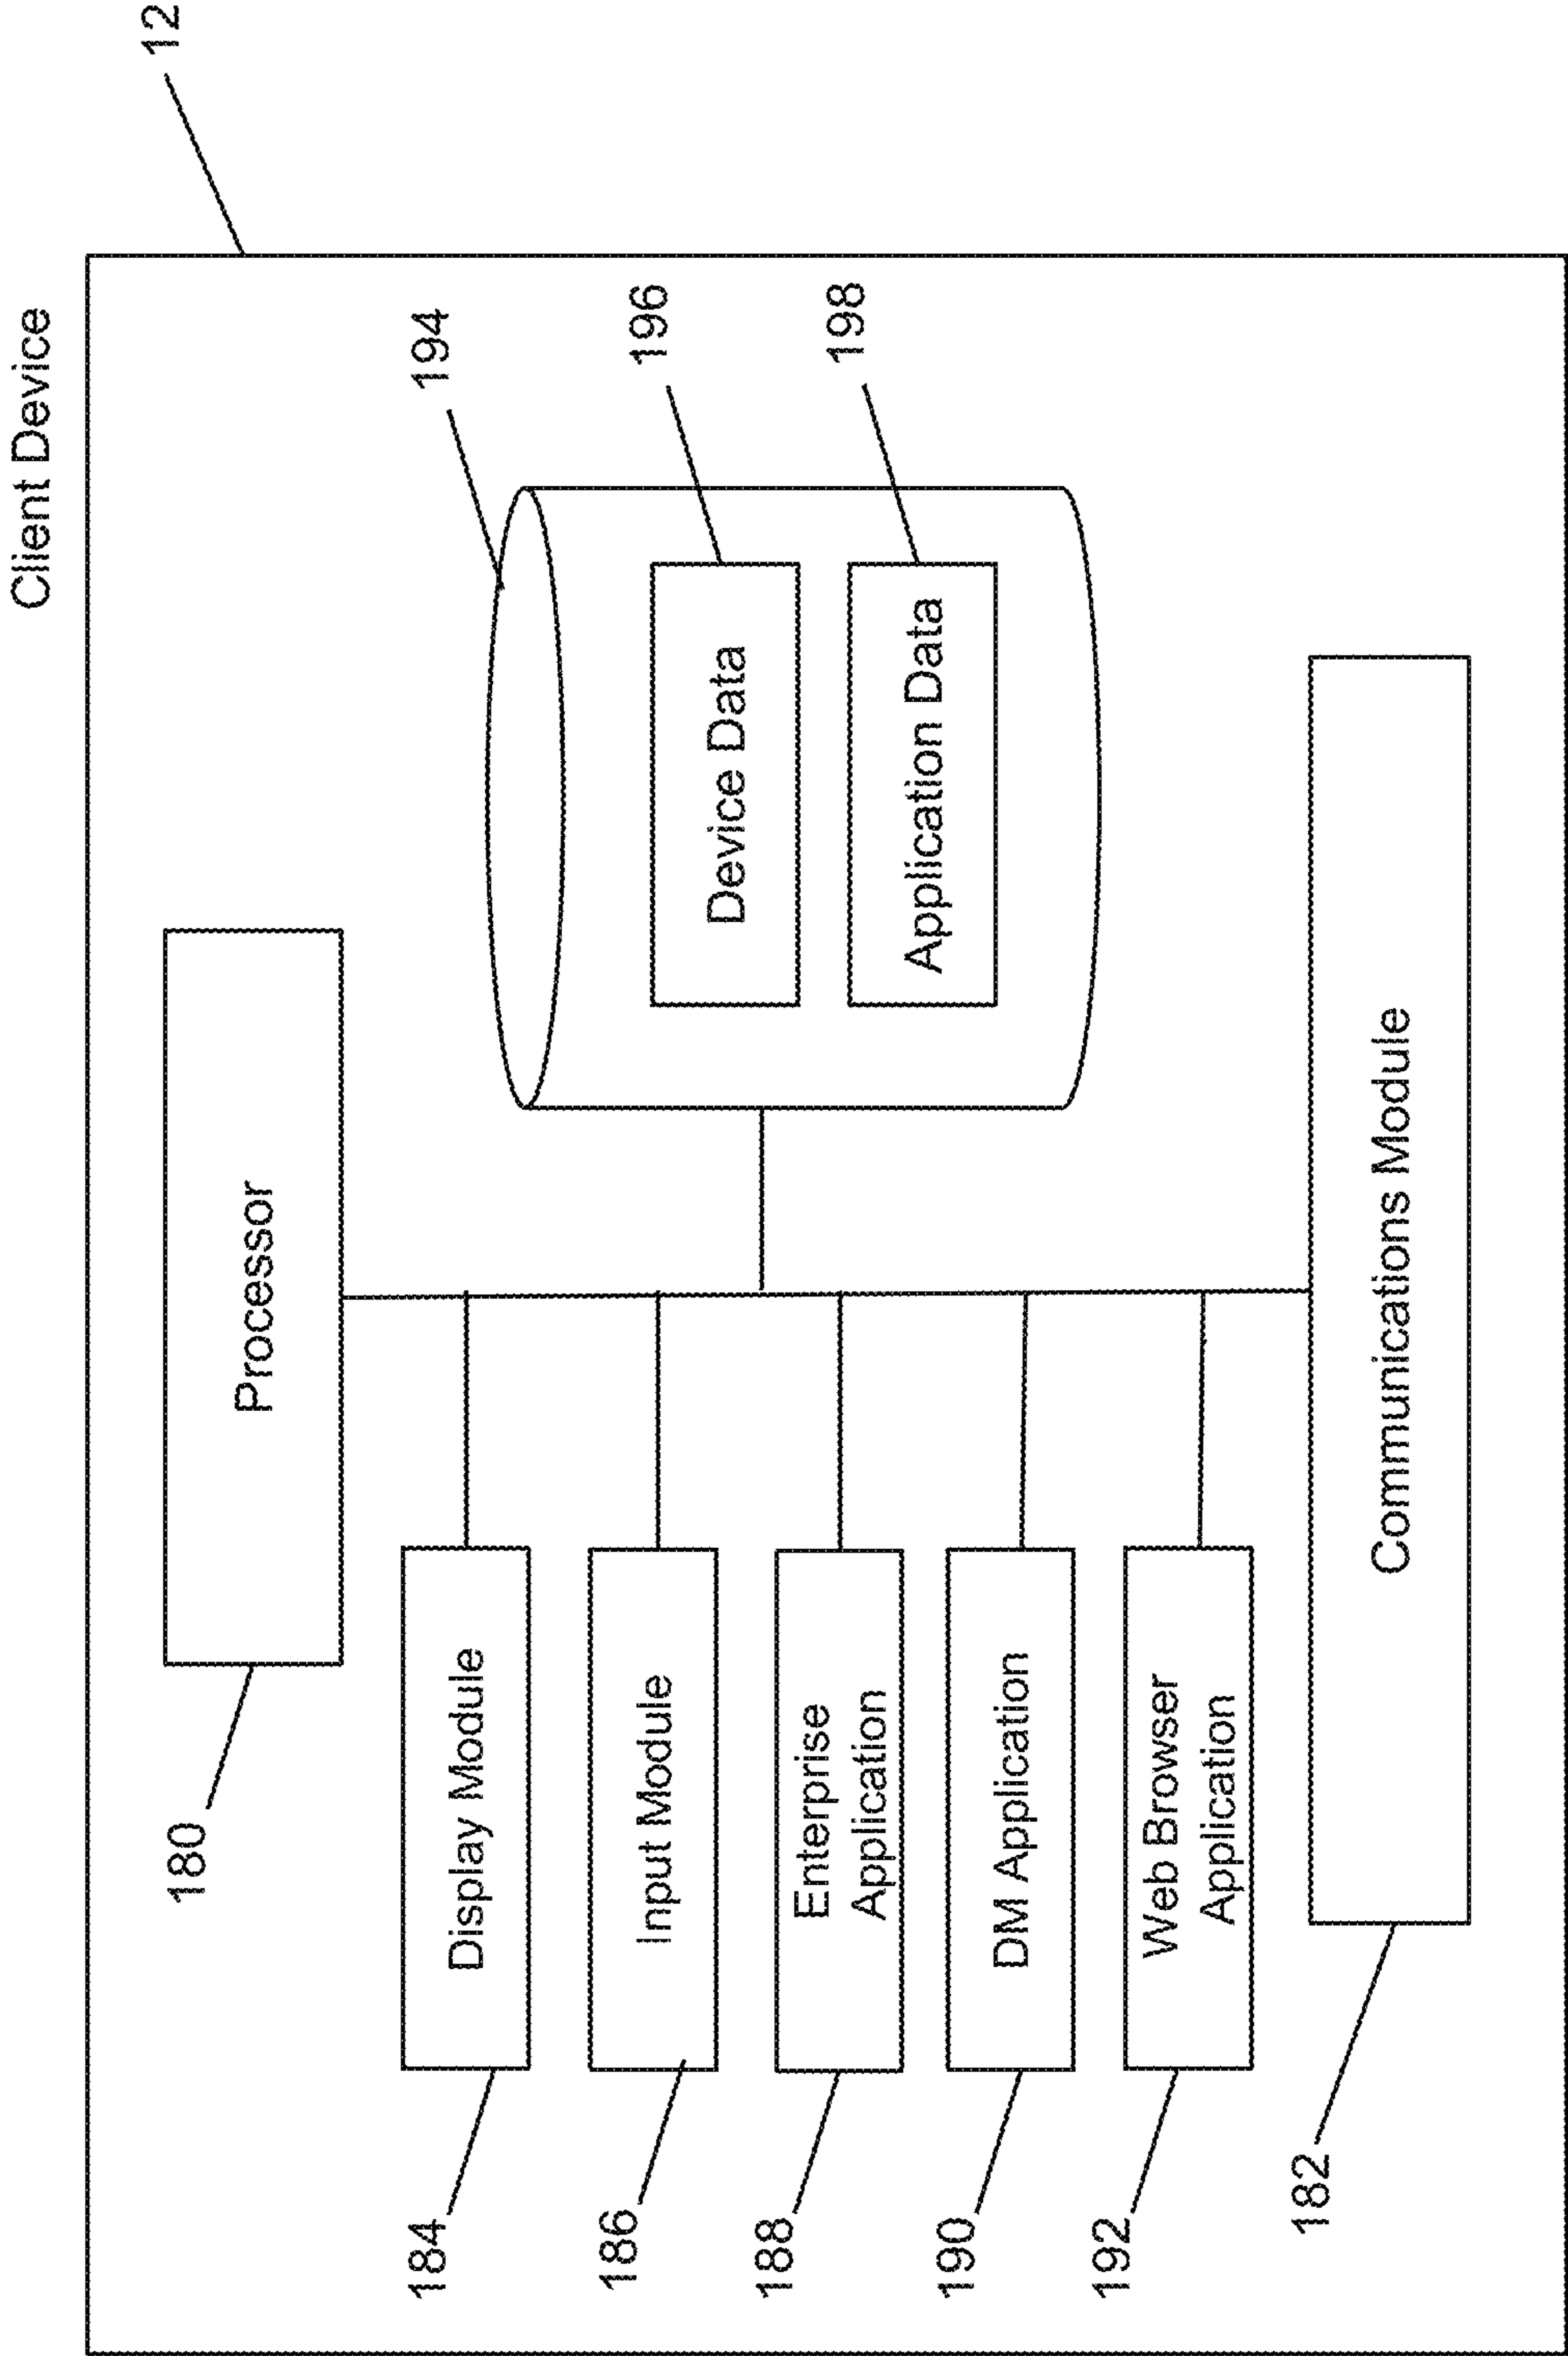 Client Device
12
Processor
180
194
Display Module
184
Device Data
196
Input Module
186
Application Data
198
Enterprise
Application
188
DM Application
190
Web Browser
Application
192
Communications Module
182